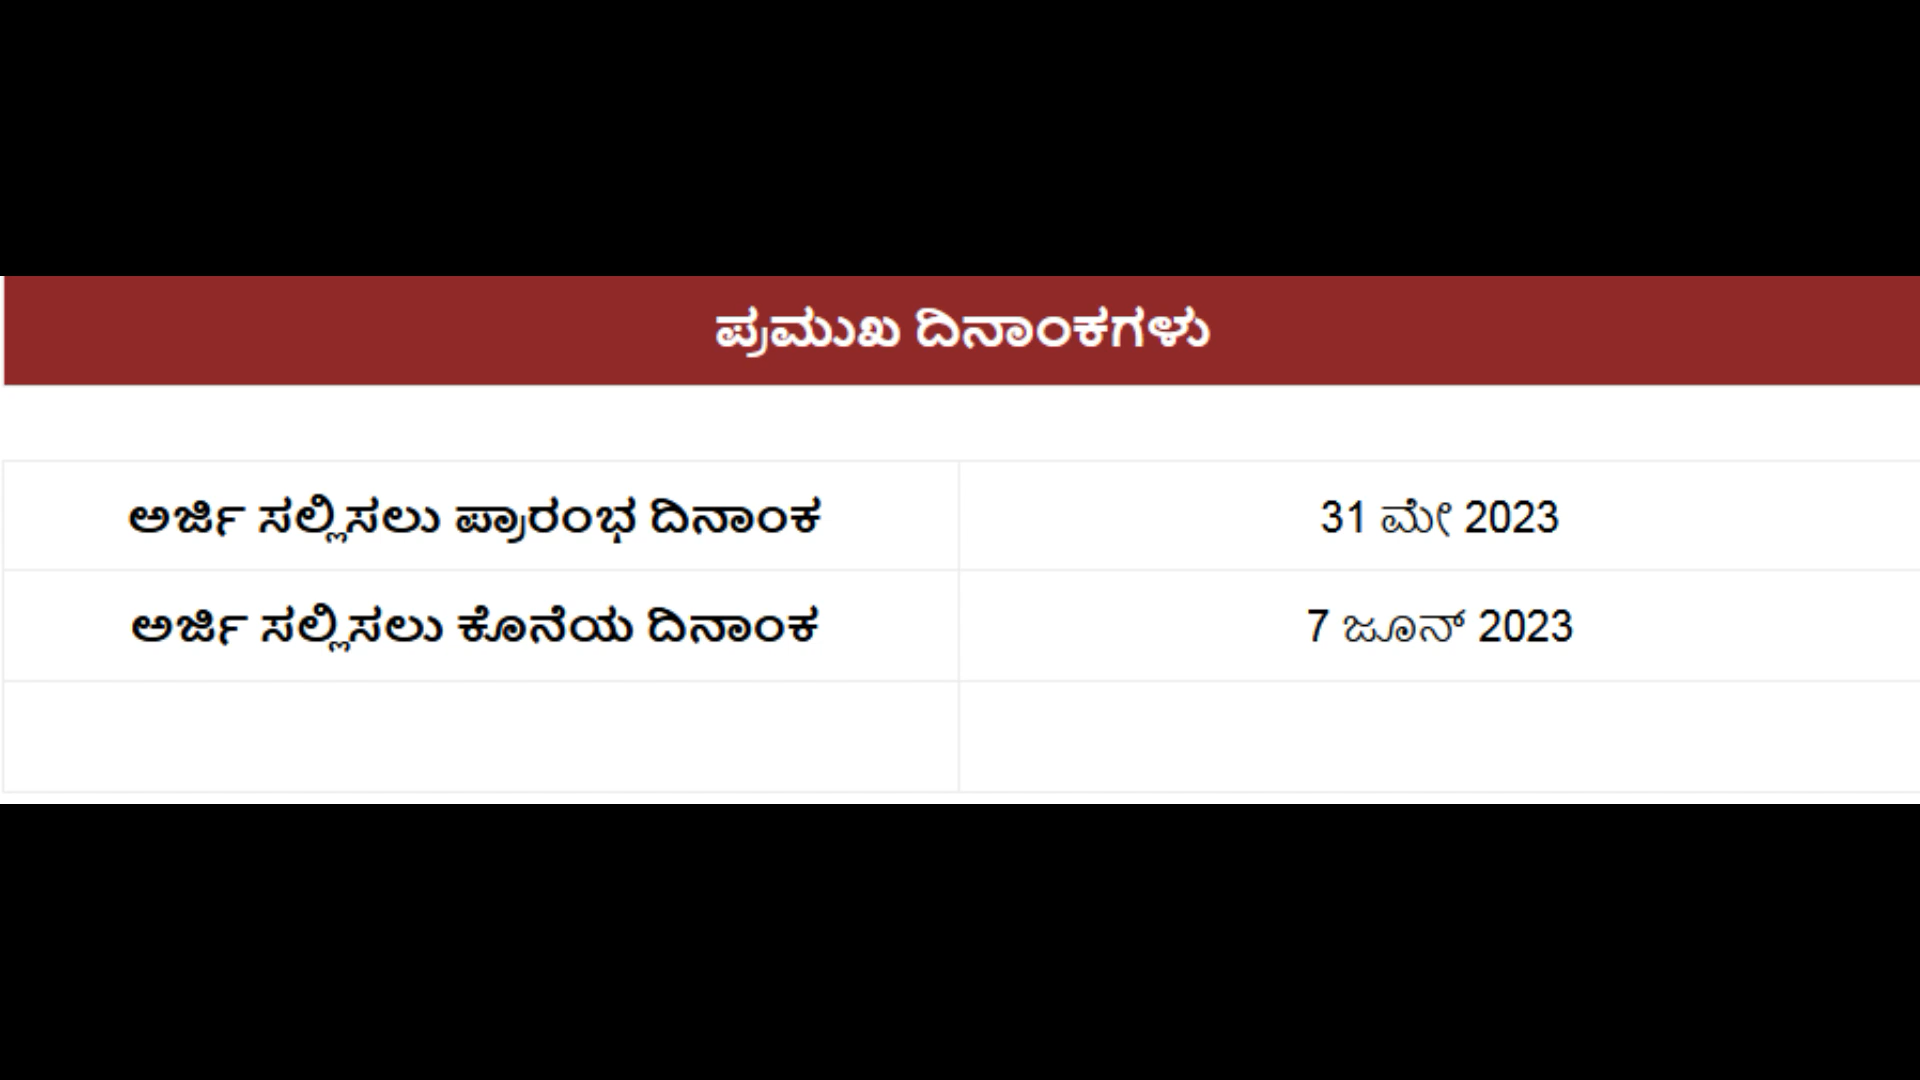 ಪ್ರಮುಖ ದಿನಾಂಕಗಳು
ಅರ್ಜಿ ಸಲ್ಲಿಸಲು ಪ್ರಾರಂಭ ದಿನಾಂಕ 31 ಮೇ 2023
ಅರ್ಜಿ ಸಲ್ಲಿಸಲು ಕೊನೆಯ ದಿನಾಂಕ 7 ಜೂನ್ 2023